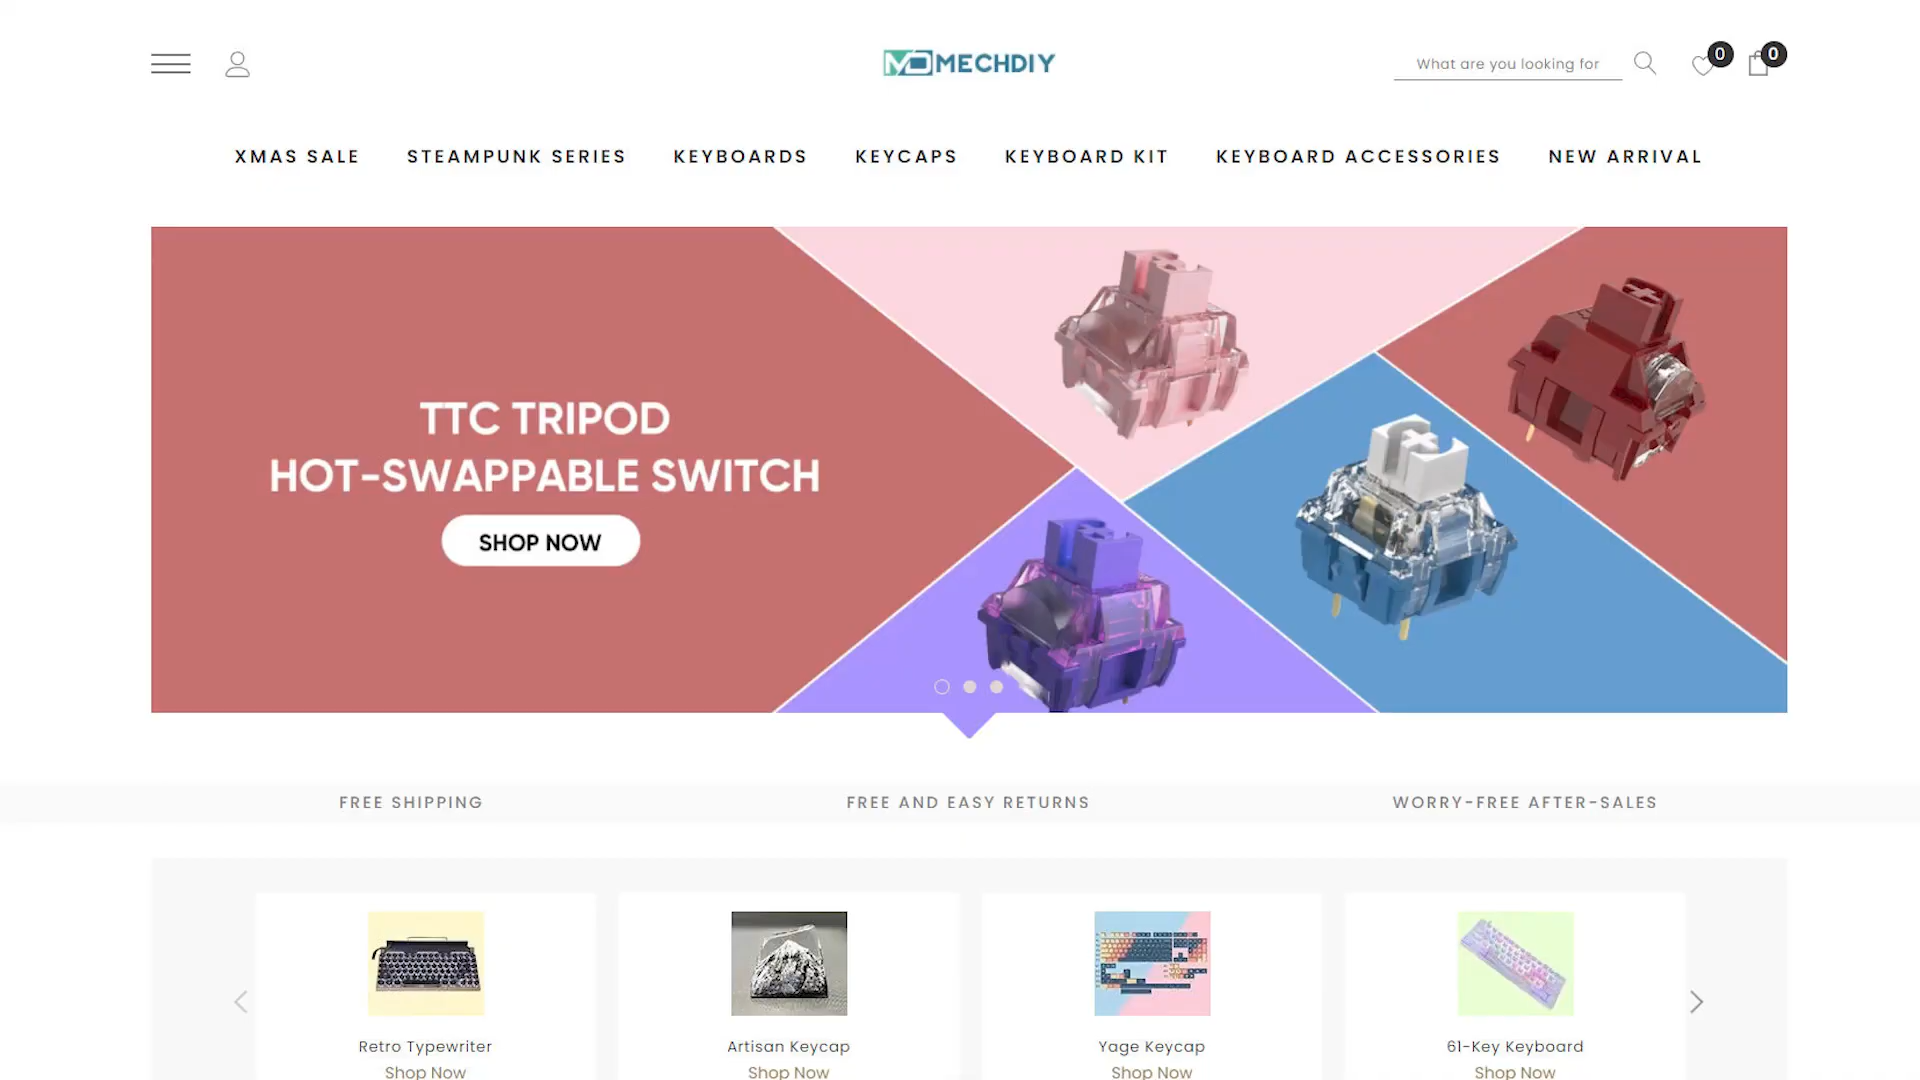 MECHDIY
What are you looking for
0
0
XMAS SALE
STEAMPUNK SERIES
KEYBOARDS
KEYCAPS
KEYBOARD KIT
KEYBOARD ACCESSORIES
NEW ARRIVAL
TTC TRIPOD
HOT-SWAPPABLE SWITCH
SHOP NOW
FREE SHIPPING
FREE AND EASY RETURNS
WORRY-FREE AFTER-SALES
Retro Typewriter
Shop Now
Artisan Keycap
Shop Now
Yage Keycap
Shop Now
61-Key Keyboard
Shop Now